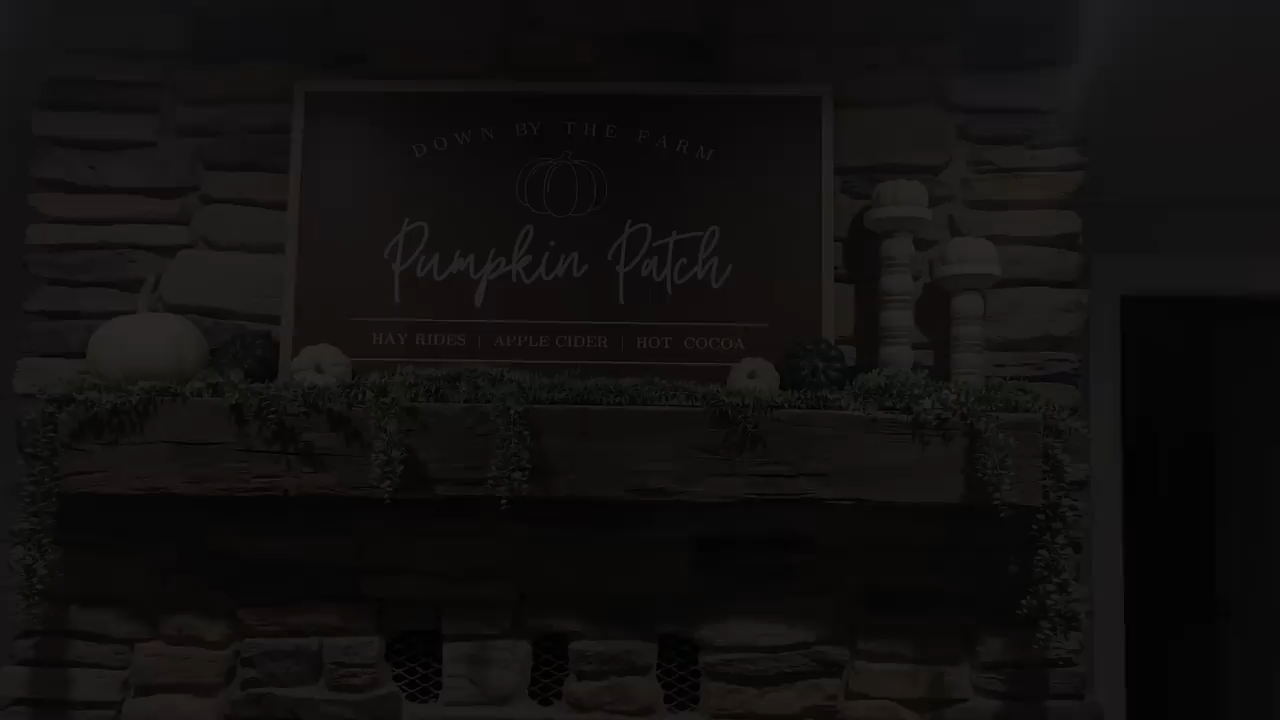 DOWN BY THE FARM
Pumpkin Patch
HAY RIDES | APPLE CIDER | HOT COCOA